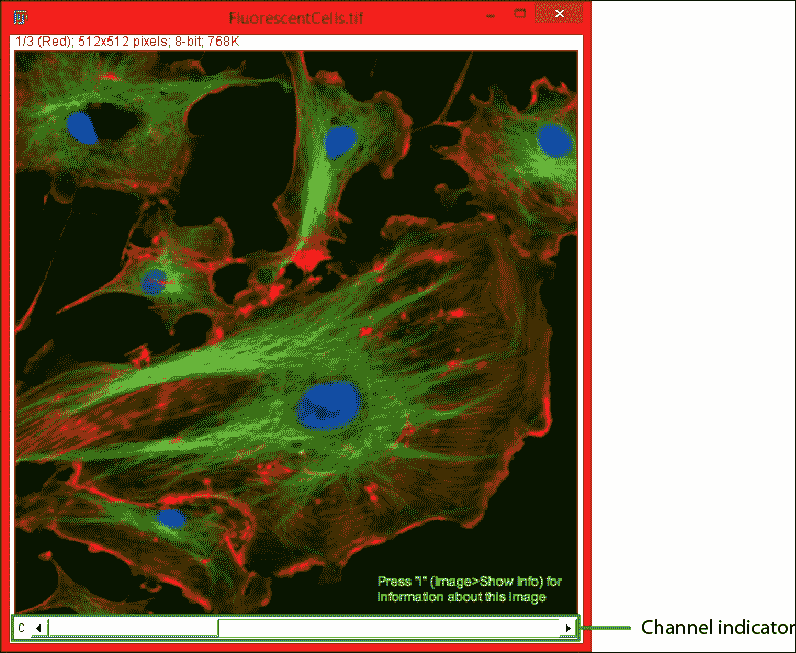 FluorescentCells.tif
1/3 (Red); 512x512 pixels; 8-bit; 768K
Press "I" (Image>Show Info) for
information about this image
C
Channel indicator